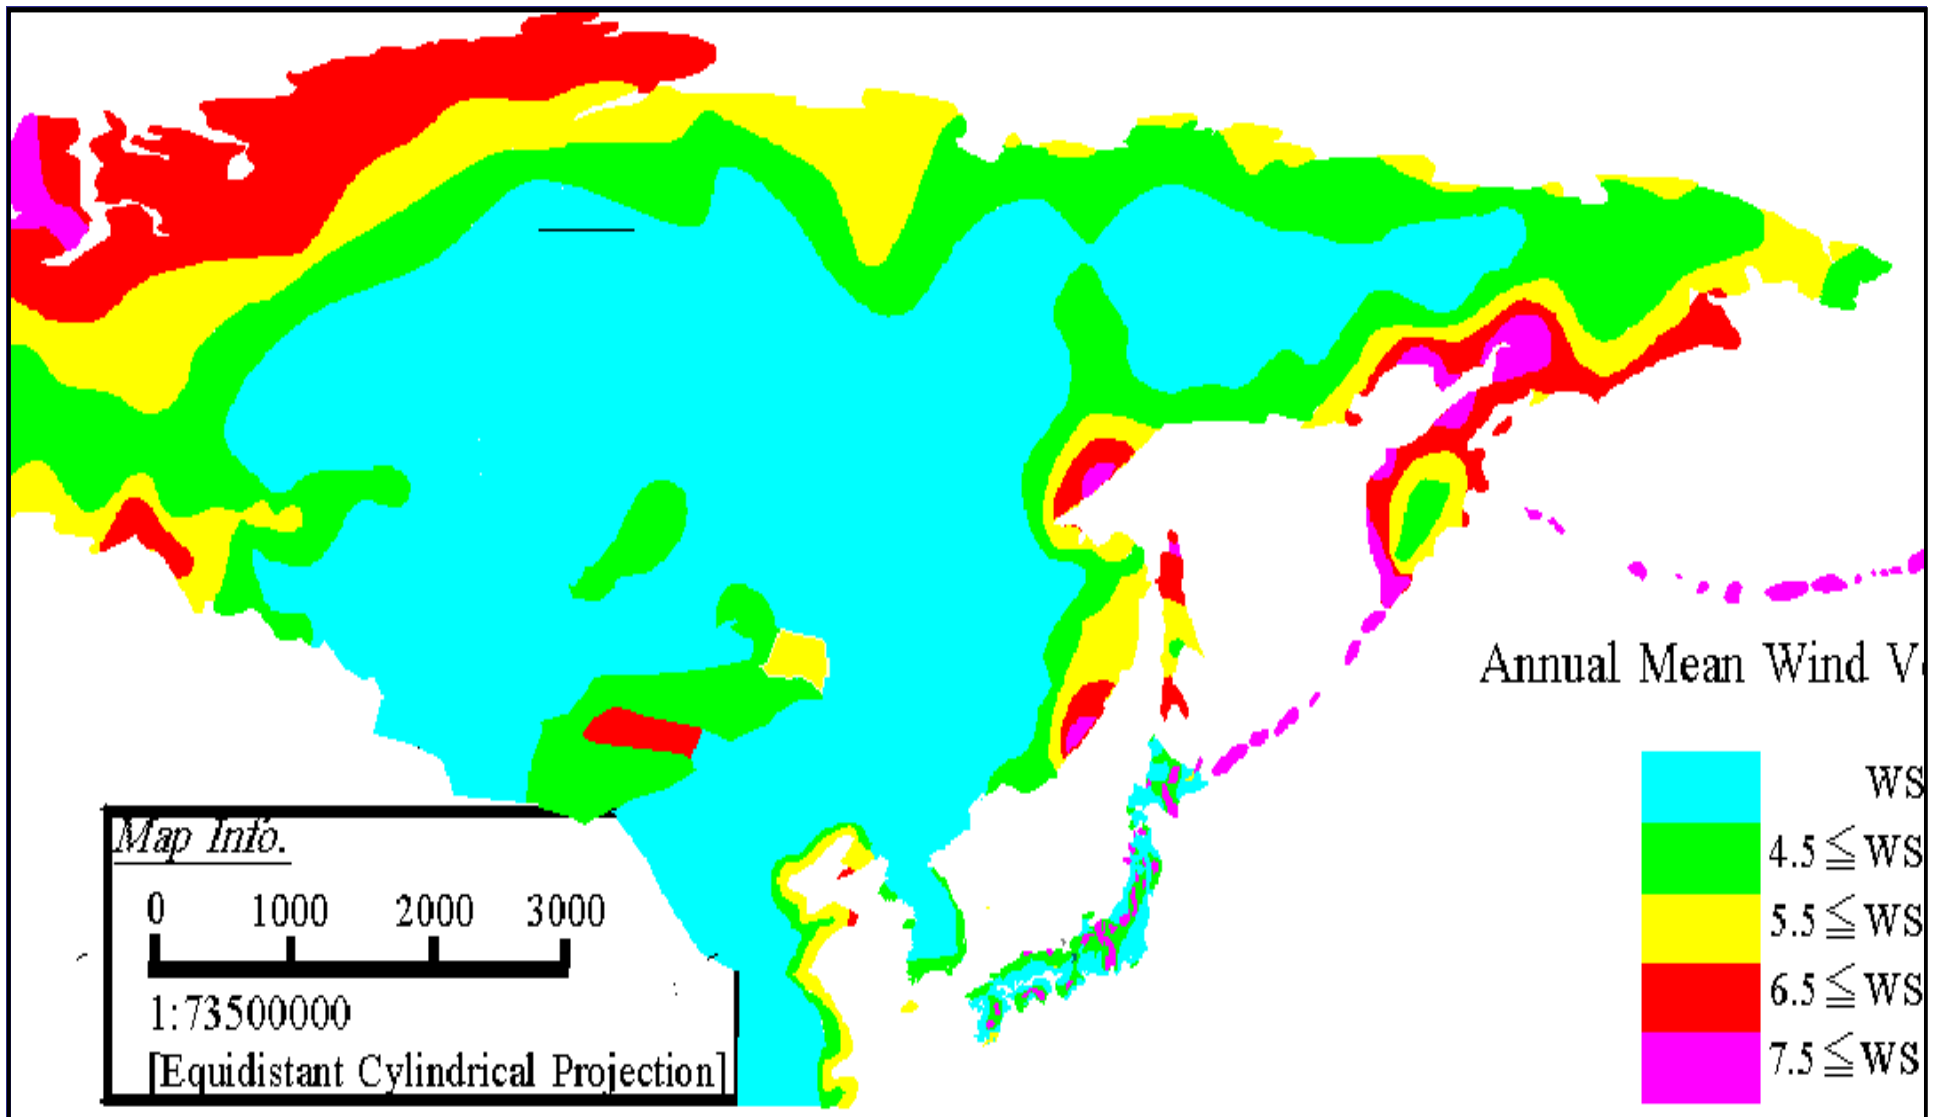 Annual Mean Wind V
WS
4.5≦WS
5.5≦WS
6.5≦WS
7.5≦WS
Map Info.
0 1000 2000 3000
1:73500000
[Equidistant Cylindrical Projection]